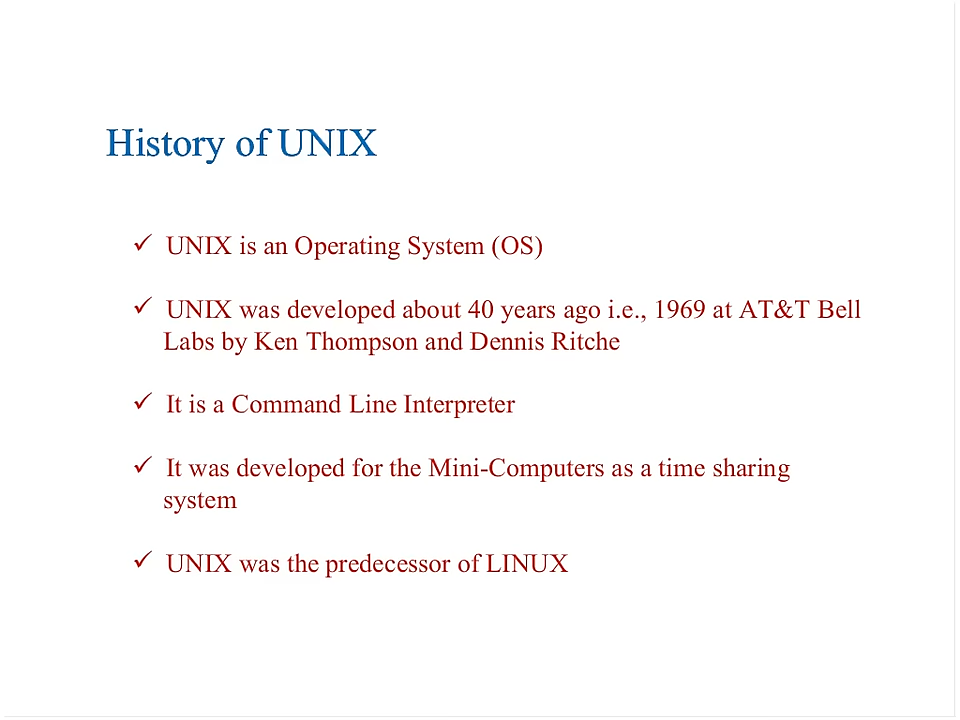 History of UNIX
✓ UNIX is an Operating System (OS)
✓ UNIX was developed about 40 years ago i.e., 1969 at AT&T Bell
Labs by Ken Thompson and Dennis Ritche
✓ It is a Command Line Interpreter
✓ It was developed for the Mini-Computers as a time sharing
system
✓ UNIX was the predecessor of LINUX